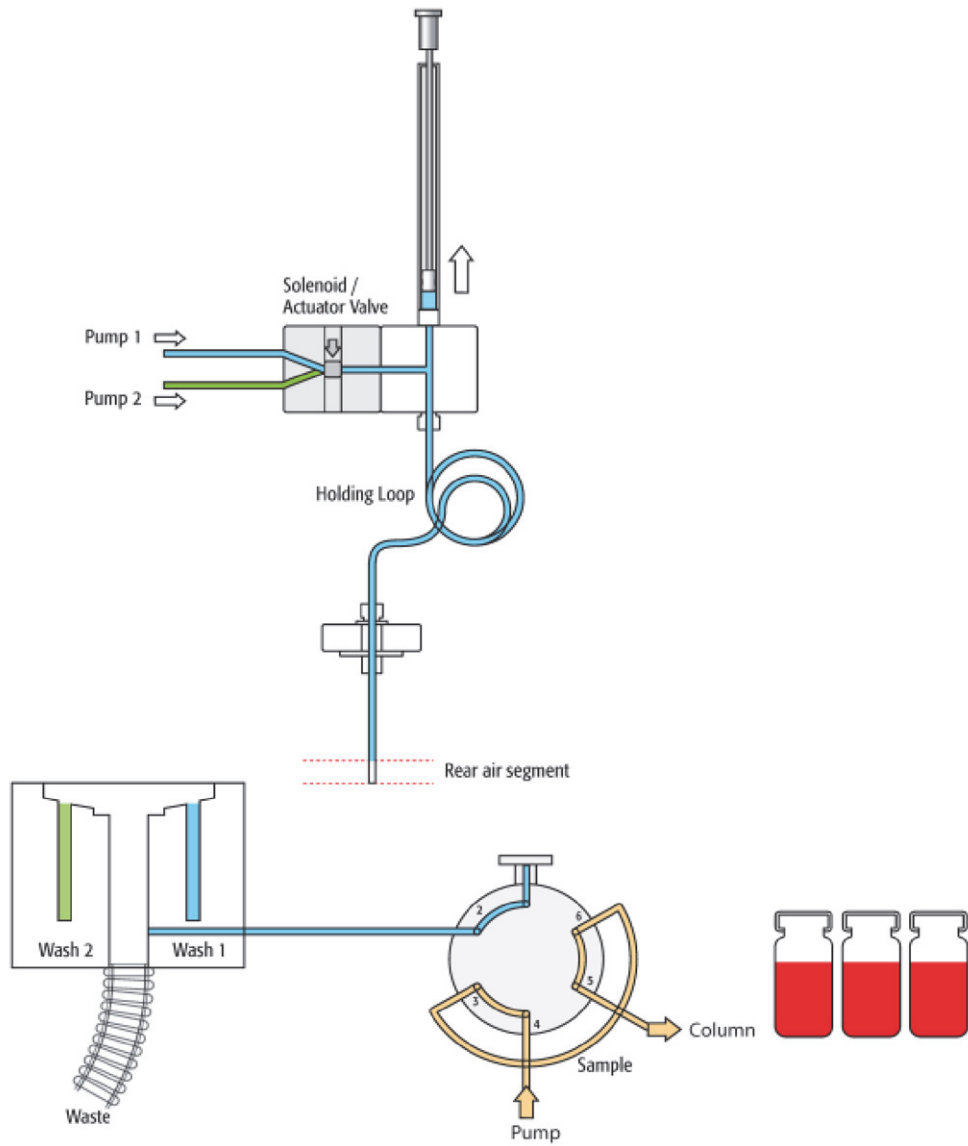 Solenoid /
Actuator Valve
Pump 1
Pump 2
Holding Loop
Rear air segment
Wash 2
Wash 1
Waste
2
6
5
3
4
Column
Sample
Pump